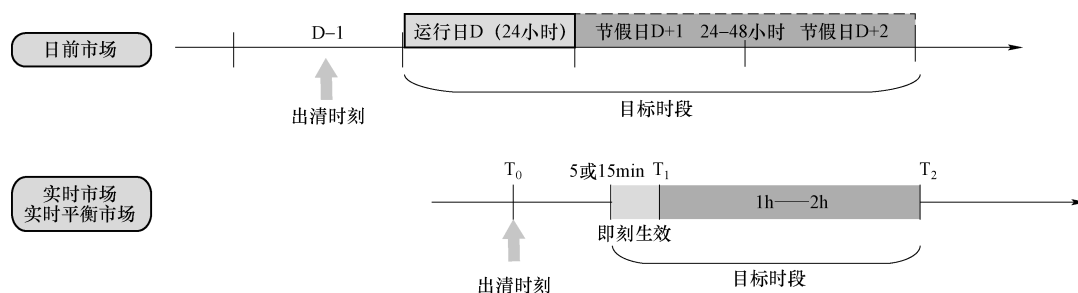 日前市场
D–1
运行日D（24小时）
节假日D+1 24–48小时 节假日D+2
出清时刻
目标时段
实时市场
实时平衡市场
T₀
5或15min
T₁
T₂
1h——2h
即刻生效
出清时刻
目标时段